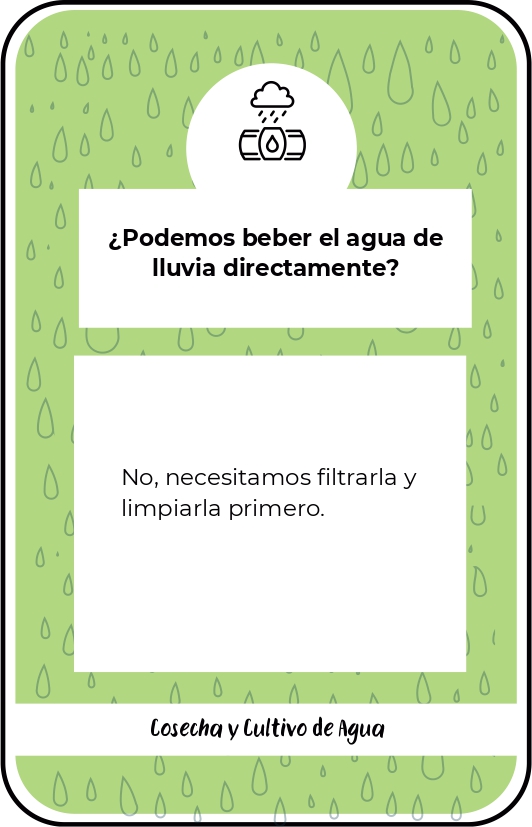 ¿Podemos beber el agua de
lluvia directamente?
No, necesitamos filtrarla y
limpiarla primero.
Cosecha y Cultivo de Agua